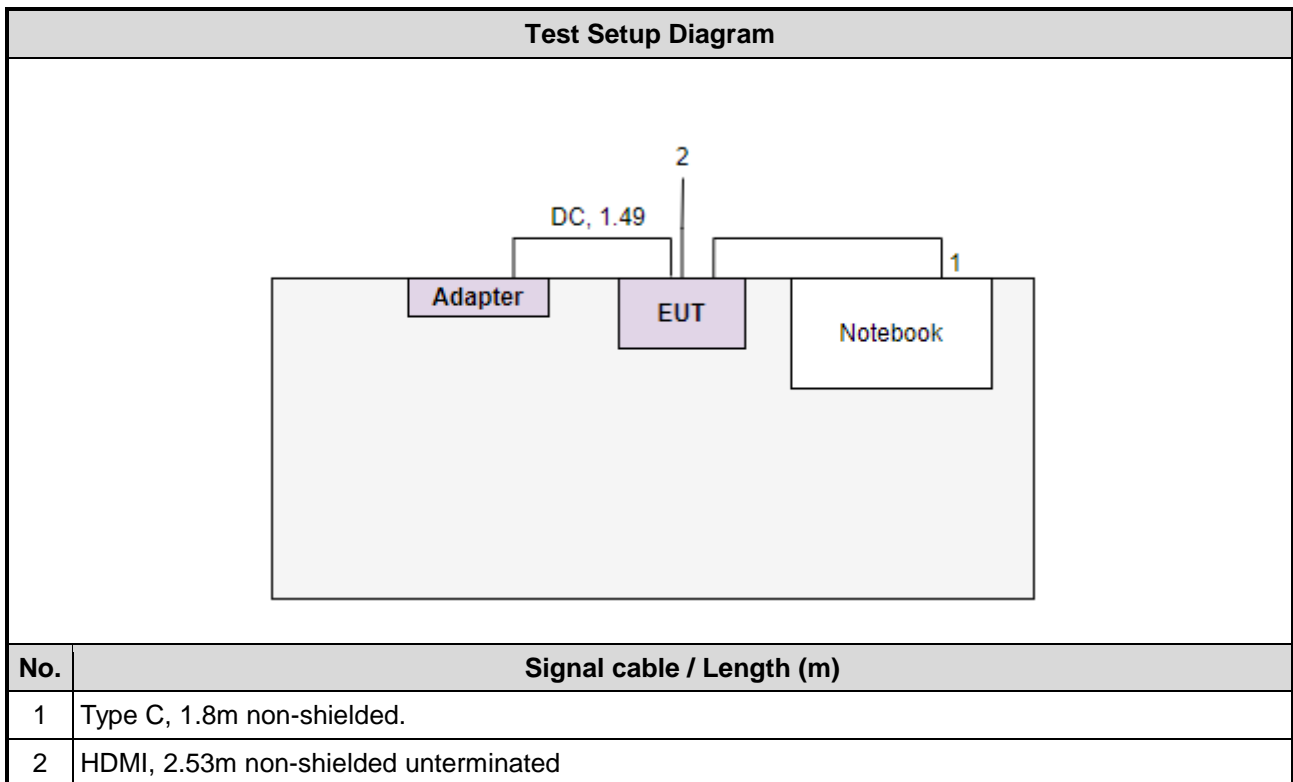 Test Setup Diagram
2
DC, 1.49
1
Adapter
EUT
Notebook
No. Signal cable / Length (m)
1 Type C, 1.8m non-shielded.
2 HDMI, 2.53m non-shielded unterminated